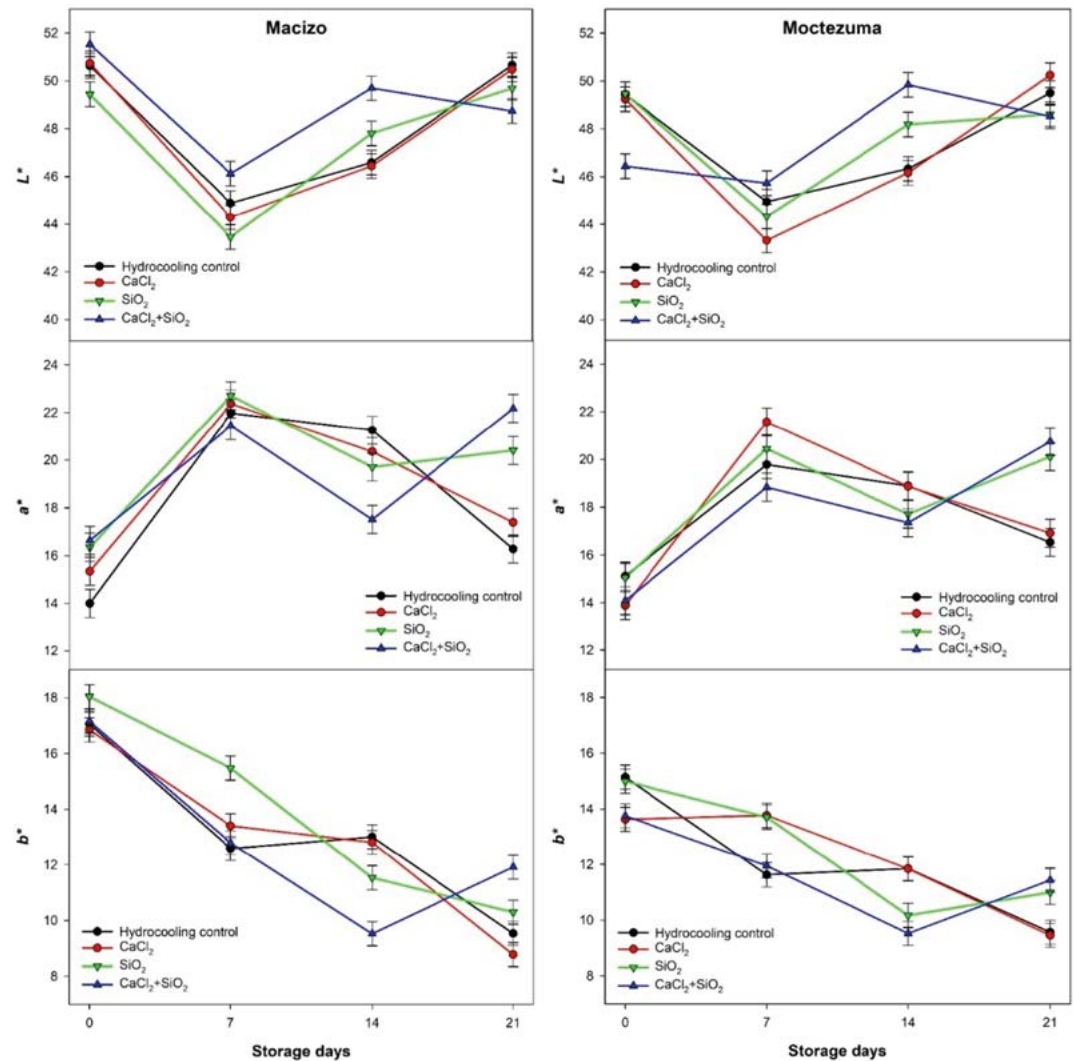 Macizo
52
50
48
46
44
42
40
L*
Hydrocooling control
CaCl₂
SiO₂
CaCl₂+SiO₂
Moctezuma
52
50
48
46
44
42
40
L*
Hydrocooling control
CaCl₂
SiO₂
CaCl₂+SiO₂
24
22
20
18
16
14
12
a*
Hydrocooling control
CaCl₂
SiO₂
CaCl₂+SiO₂
24
22
20
18
16
14
12
a*
Hydrocooling control
CaCl₂
SiO₂
CaCl₂+SiO₂
18
16
14
12
10
8
b*
Hydrocooling control
CaCl₂
SiO₂
CaCl₂+SiO₂
0 7 14 21
Storage days
18
16
14
12
10
8
b*
Hydrocooling control
CaCl₂
SiO₂
CaCl₂+SiO₂
0 7 14 21
Storage days